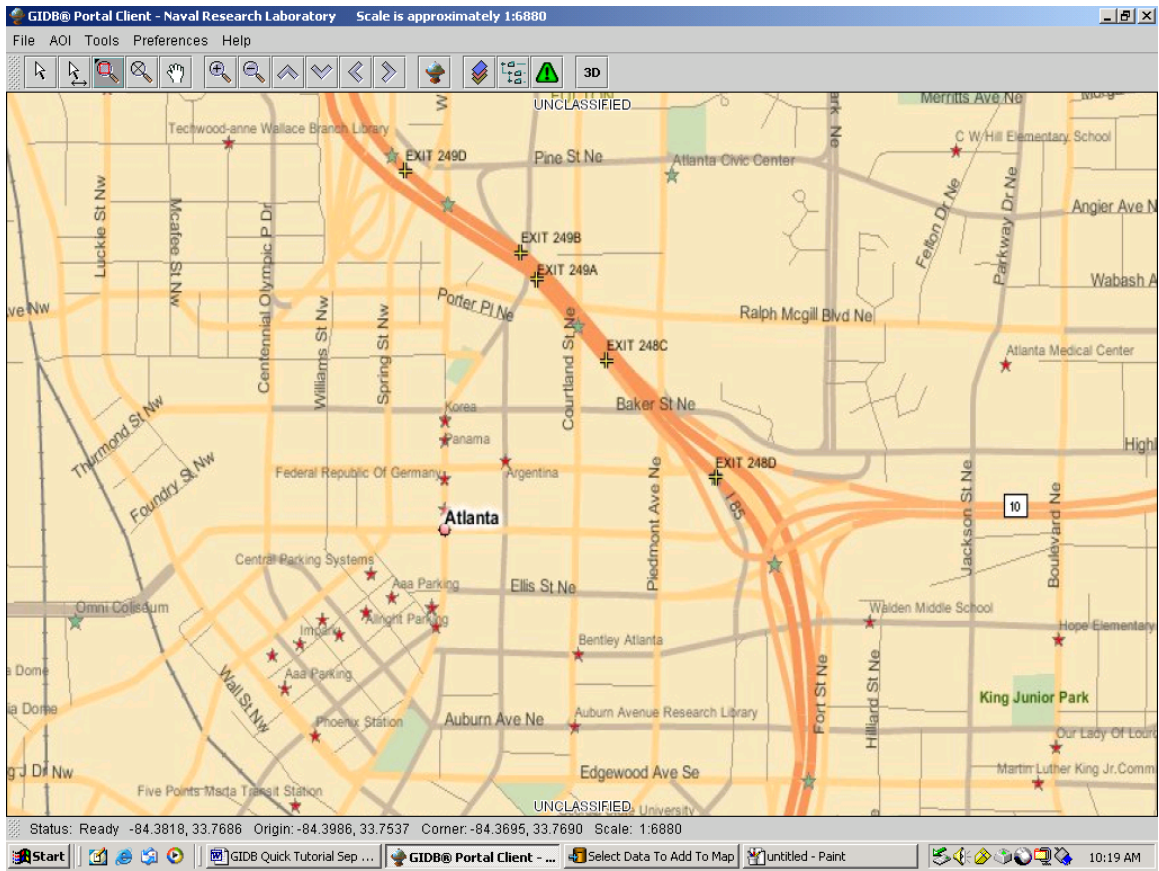 GIDB® Portal Client - Naval Research Laboratory Scale is approximately 1:6880
File AOI Tools Preferences Help
3D
UNCLASSIFIED
Merritts Ave Ne
Techwood-anne Wallace Branch Library
C W Hill Elementary School
EXIT 249D
Pine St Ne
Atlanta Civic Center
Luckie St Nw
Mcafee St Nw
Centennial Olympic P Dr
Felton Dr Ne
Parkway Dr Ne
Angier Ave N
EXIT 249B
EXIT 249A
Wabash A
Porter Pl Ne
ve Nw
Williams St Nw
Spring St Nw
Courtland St Ne
Ralph Mcgill Blvd Ne
EXIT 248C
Atlanta Medical Center
Korea
Baker St Ne
Thurmond St Nw
Panama
Highl
Foundry St Nw
Federal Republic Of Germany
Argentina
EXIT 248D
Piedmont Ave Ne
I 85
10
Jackson St Ne
Boulevard Ne
Atlanta
Central Parking Systems
Aaa Parking
Ellis St Ne
Omni Coliseum
Allright Parking
Walden Middle School
Hope Elementary
Bentley Atlanta
a Dome
Aaa Parking
Wall St Nw
Fort St Ne
Hilliard St Ne
King Junior Park
ia Dome
Phoenix Station
Auburn Ave Ne
Auburn Avenue Research Library
Our Lady Of Lourd
g J Dr Nw
Edgewood Ave Se
Martin Luther King Jr.Comm
Five Points Marta Transit Station
UNCLASSIFIED
University
Status: Ready -84.3818, 33.7686 Origin:-84.3986, 33.7537 Corner:-84.3695, 33.7690 Scale: 1:6880
Start GIDB Quick Tutorial Sep ... GIDB® Portal Client - ... Select Data To Add To Map untitled - Paint 10:19 AM